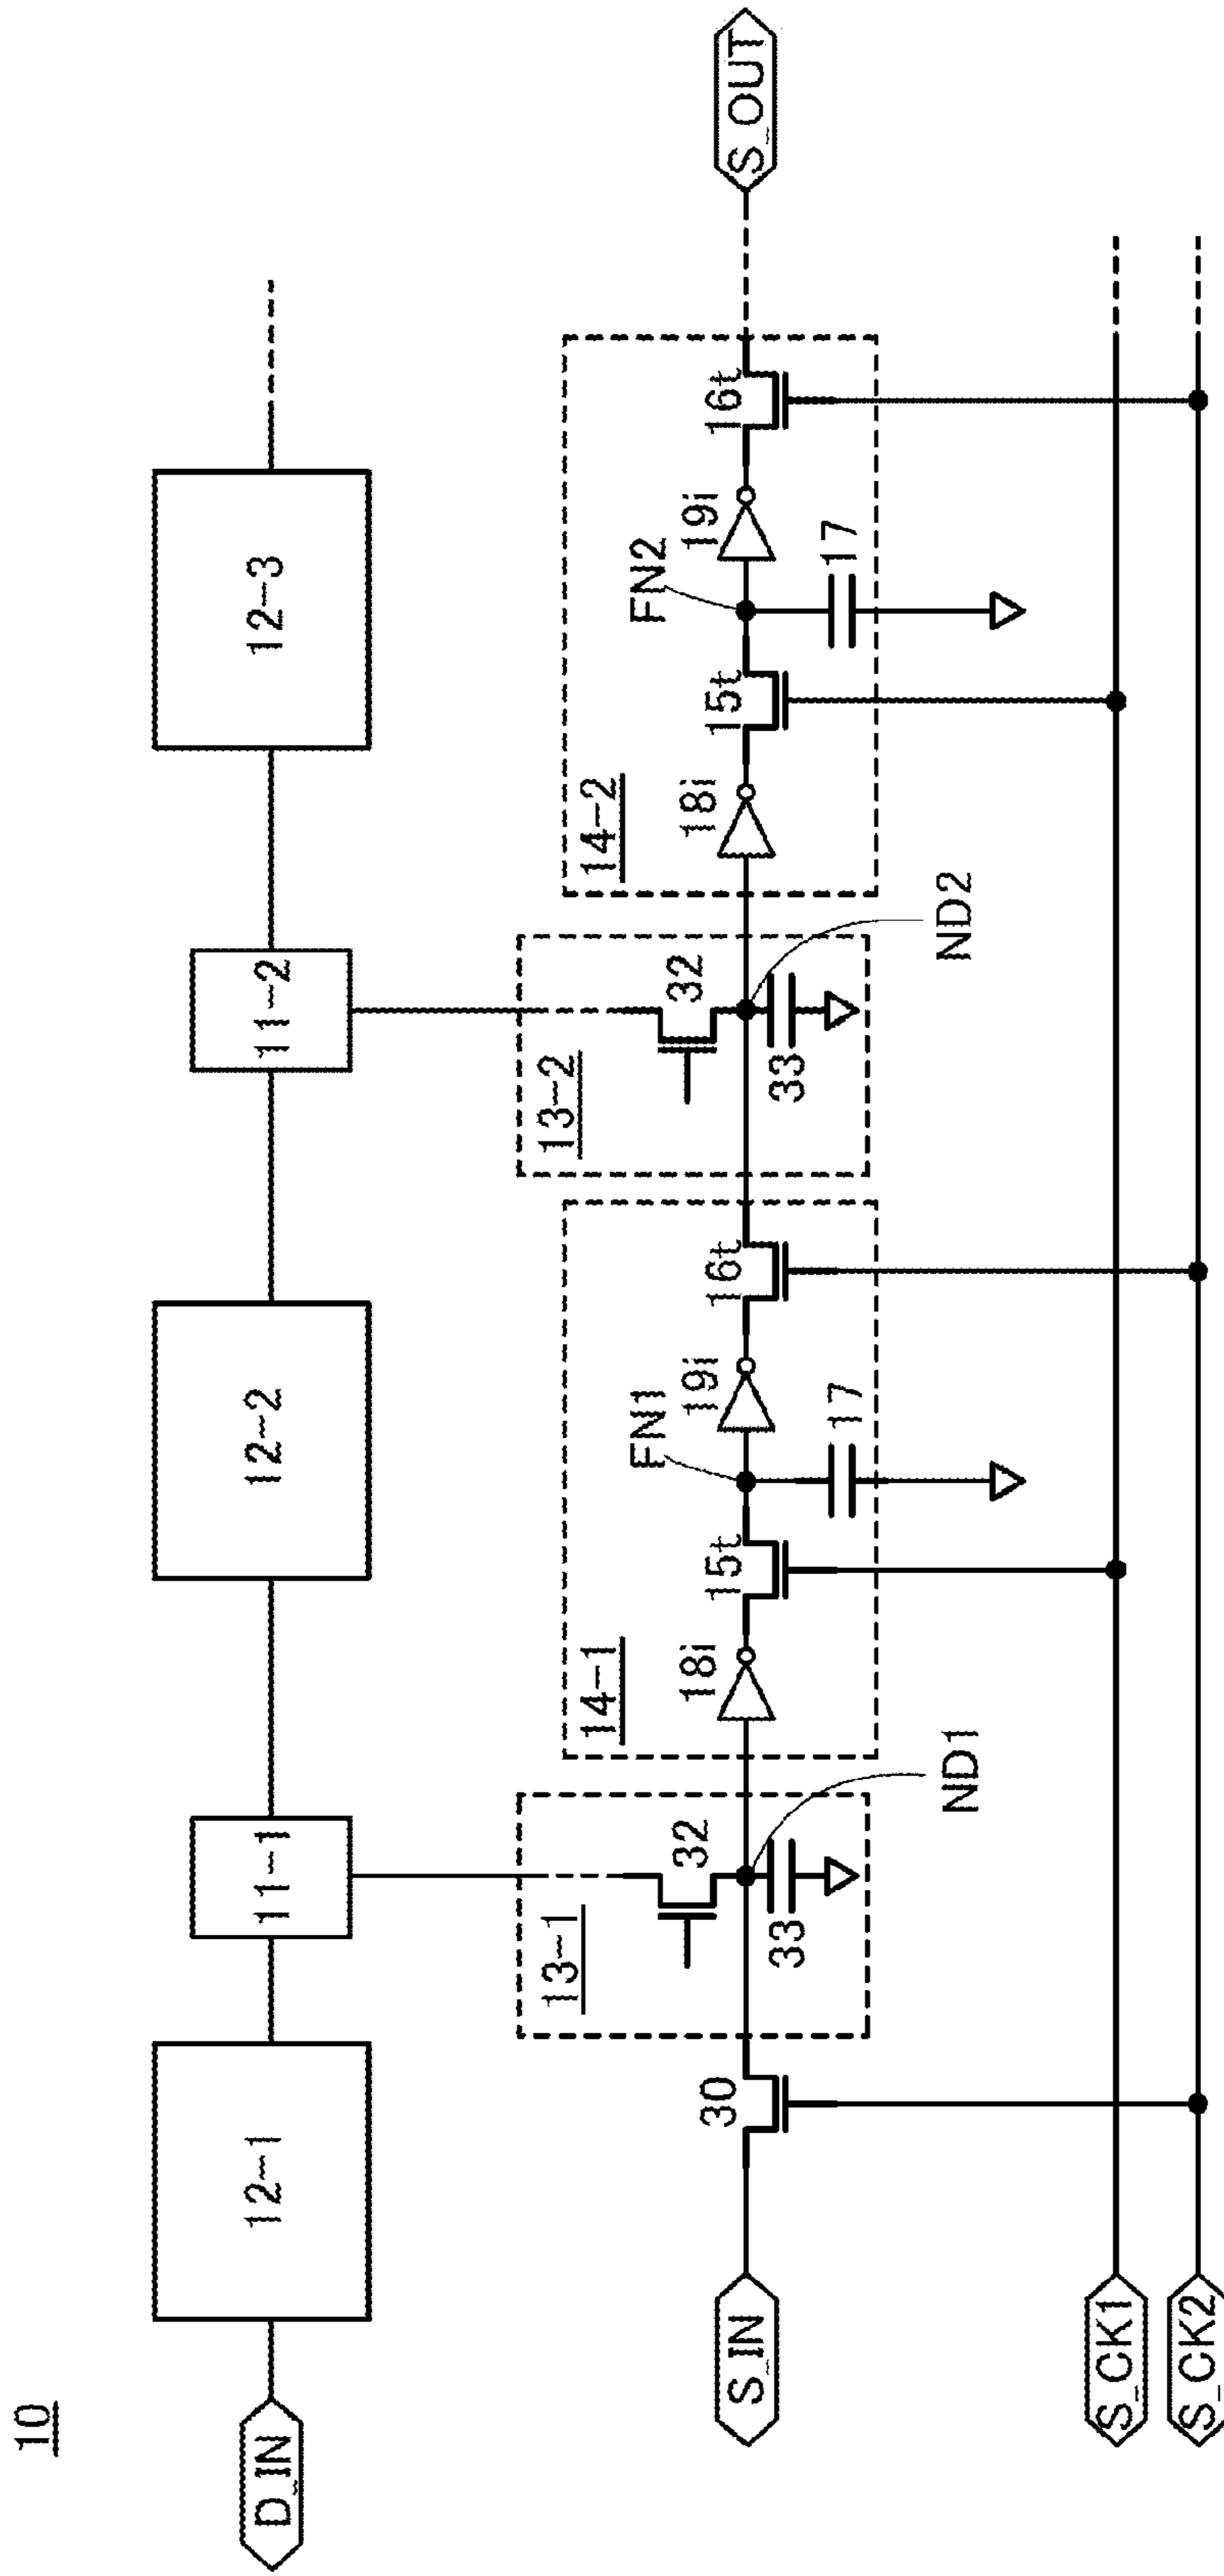 10
D_IN
12-1
11-1
12-2
11-2
12-3
13-1
32
33
ND1
14-1
18i
15t
FN1
17
19i
16t
13-2
32
33
ND2
14-2
18i
15t
FN2
17
19i
16t
S_IN
30
S_OUT
S_CK1
S_CK2